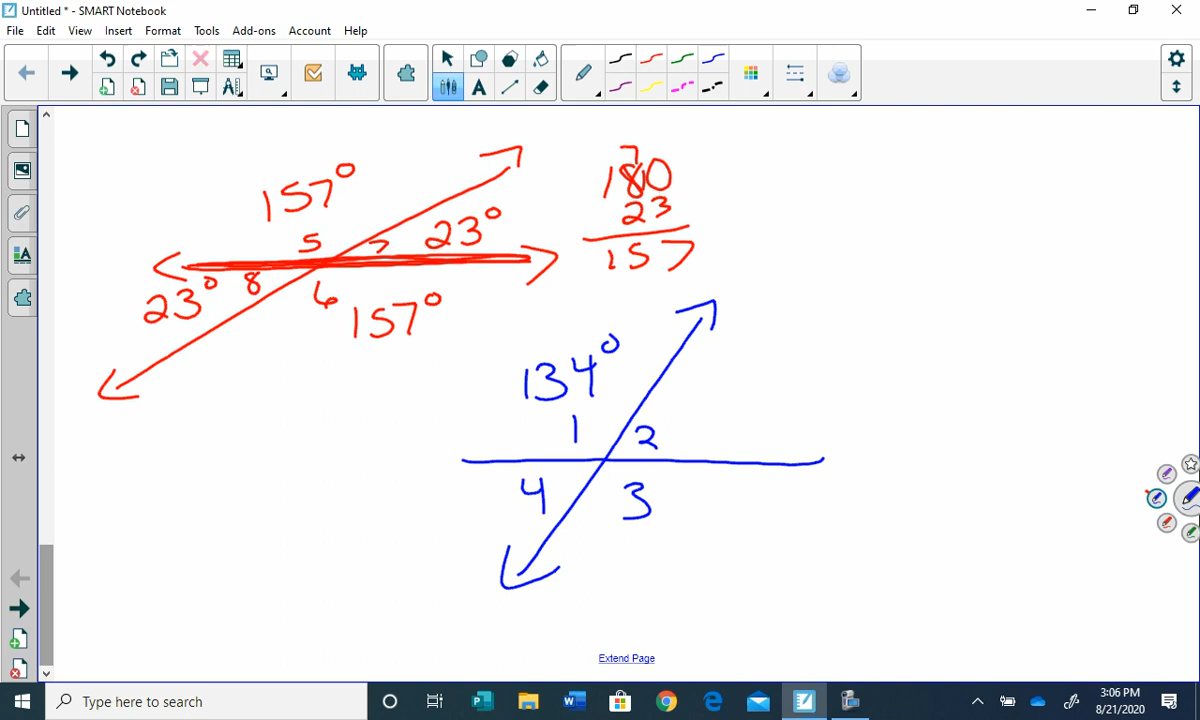 Untitled * - SMART Notebook
File Edit View Insert Format Tools Add-ons Account Help
157°
5 7 23°
23° 8 6 157°
7
180
23
157
134°
1 2
4 3
Extend Page
Type here to search
3:06 PM
8/21/2020